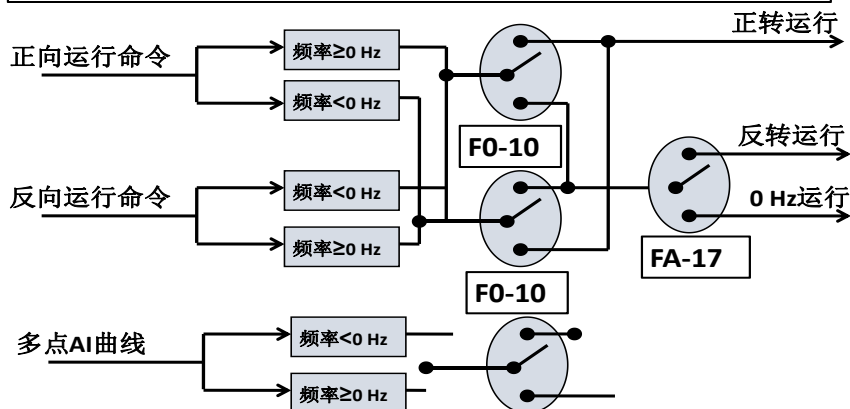 正转运行
正向运行命令
频率≥0 Hz
频率<0 Hz
F0-10
反转运行
反向运行命令
频率<0 Hz
频率≥0 Hz
0 Hz运行
FA-17
F0-10
多点AI曲线
频率<0 Hz
频率≥0 Hz